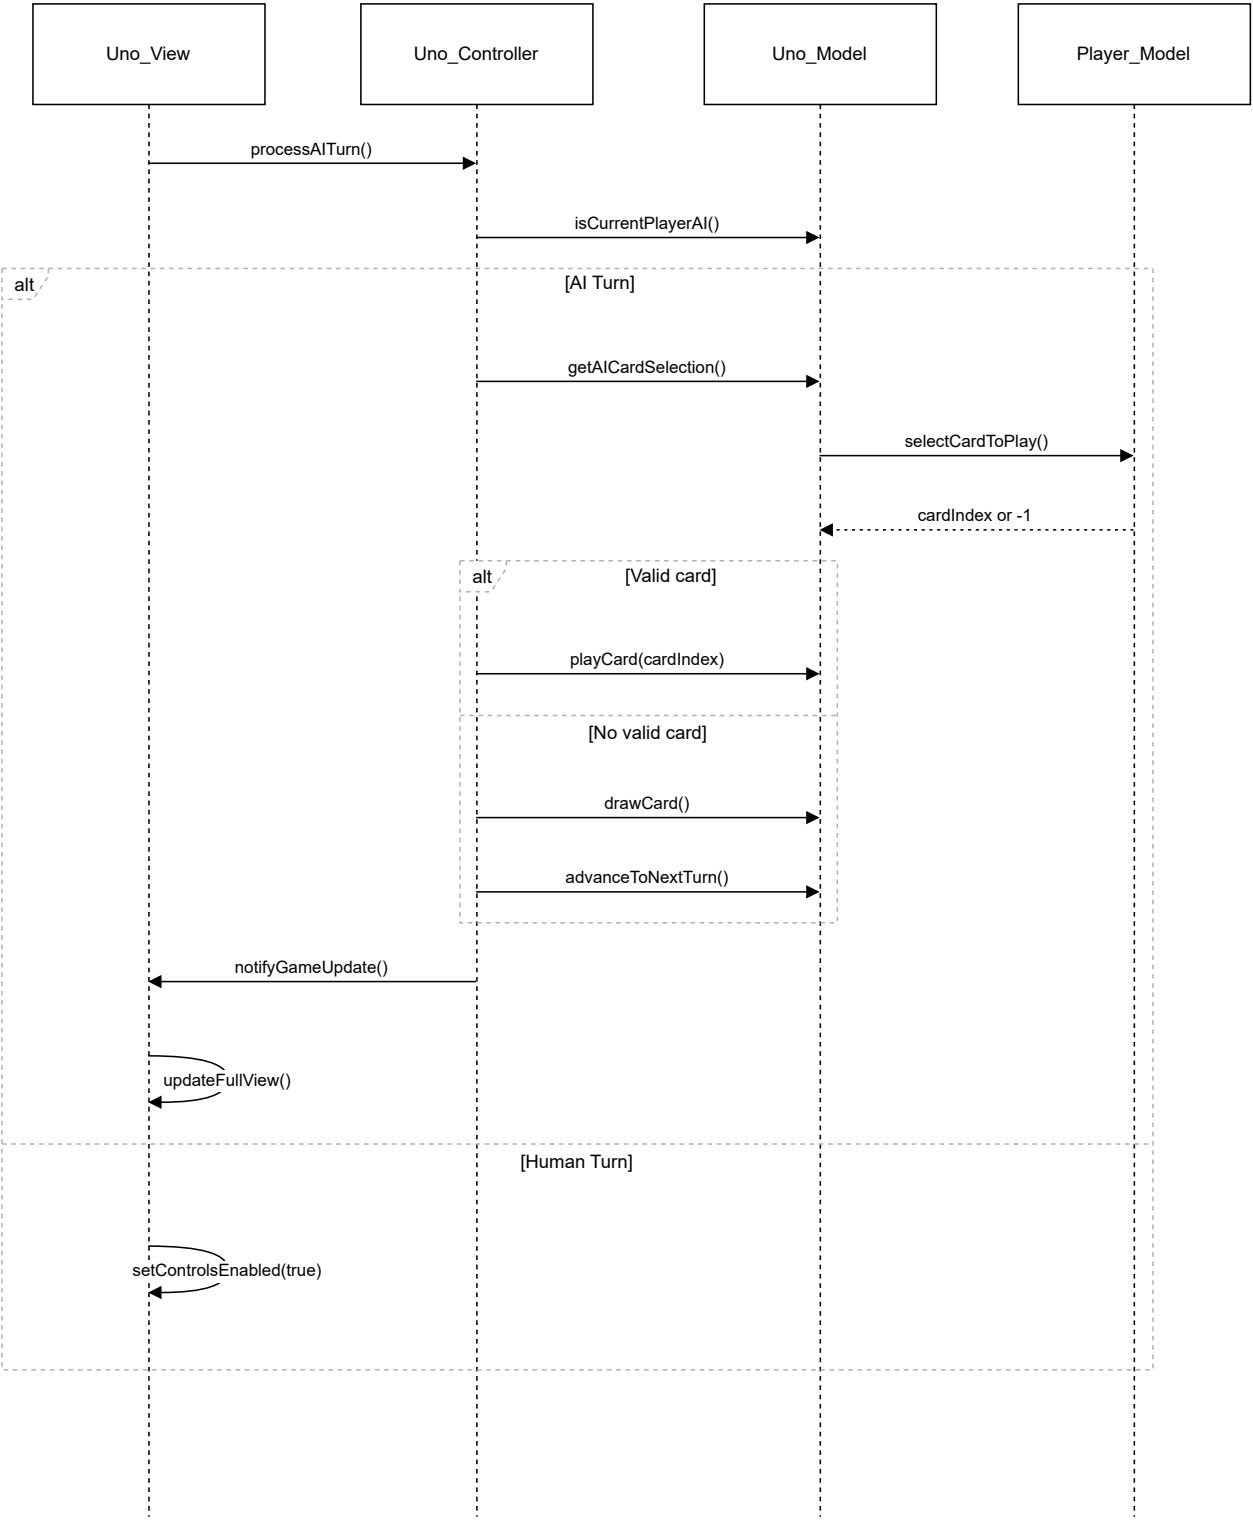 Uno_View
Uno_Controller
Uno_Model
Player_Model
processAITurn()
isCurrentPlayerAI()
alt
[AI Turn]
getAICardSelection()
selectCardToPlay()
cardIndex or -1
alt
[Valid card]
playCard(cardIndex)
[No valid card]
drawCard()
advanceToNextTurn()
notifyGameUpdate()
updateFullView()
[Human Turn]
setControlsEnabled(true)